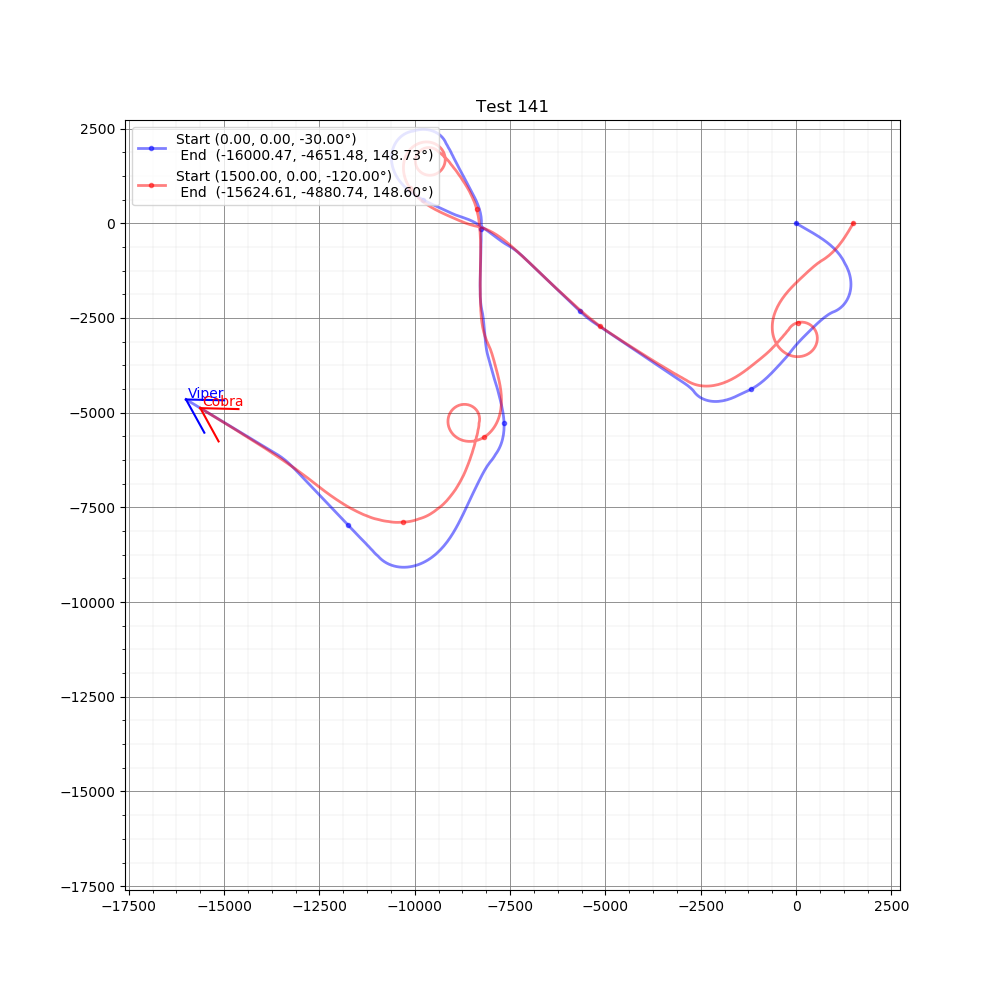 Test 141
Start (0.00, 0.00, -30.00°)
End (-16000.47, -4651.48, 148.73°)
Start (1500.00, 0.00, -120.00°)
End (-15624.61, -4880.74, 148.60°)
2500
0
−2500
−5000
−7500
−10000
−12500
−15000
−17500
Viper
Cobra
−17500 −15000 −12500 −10000 −7500 −5000 −2500 0 2500